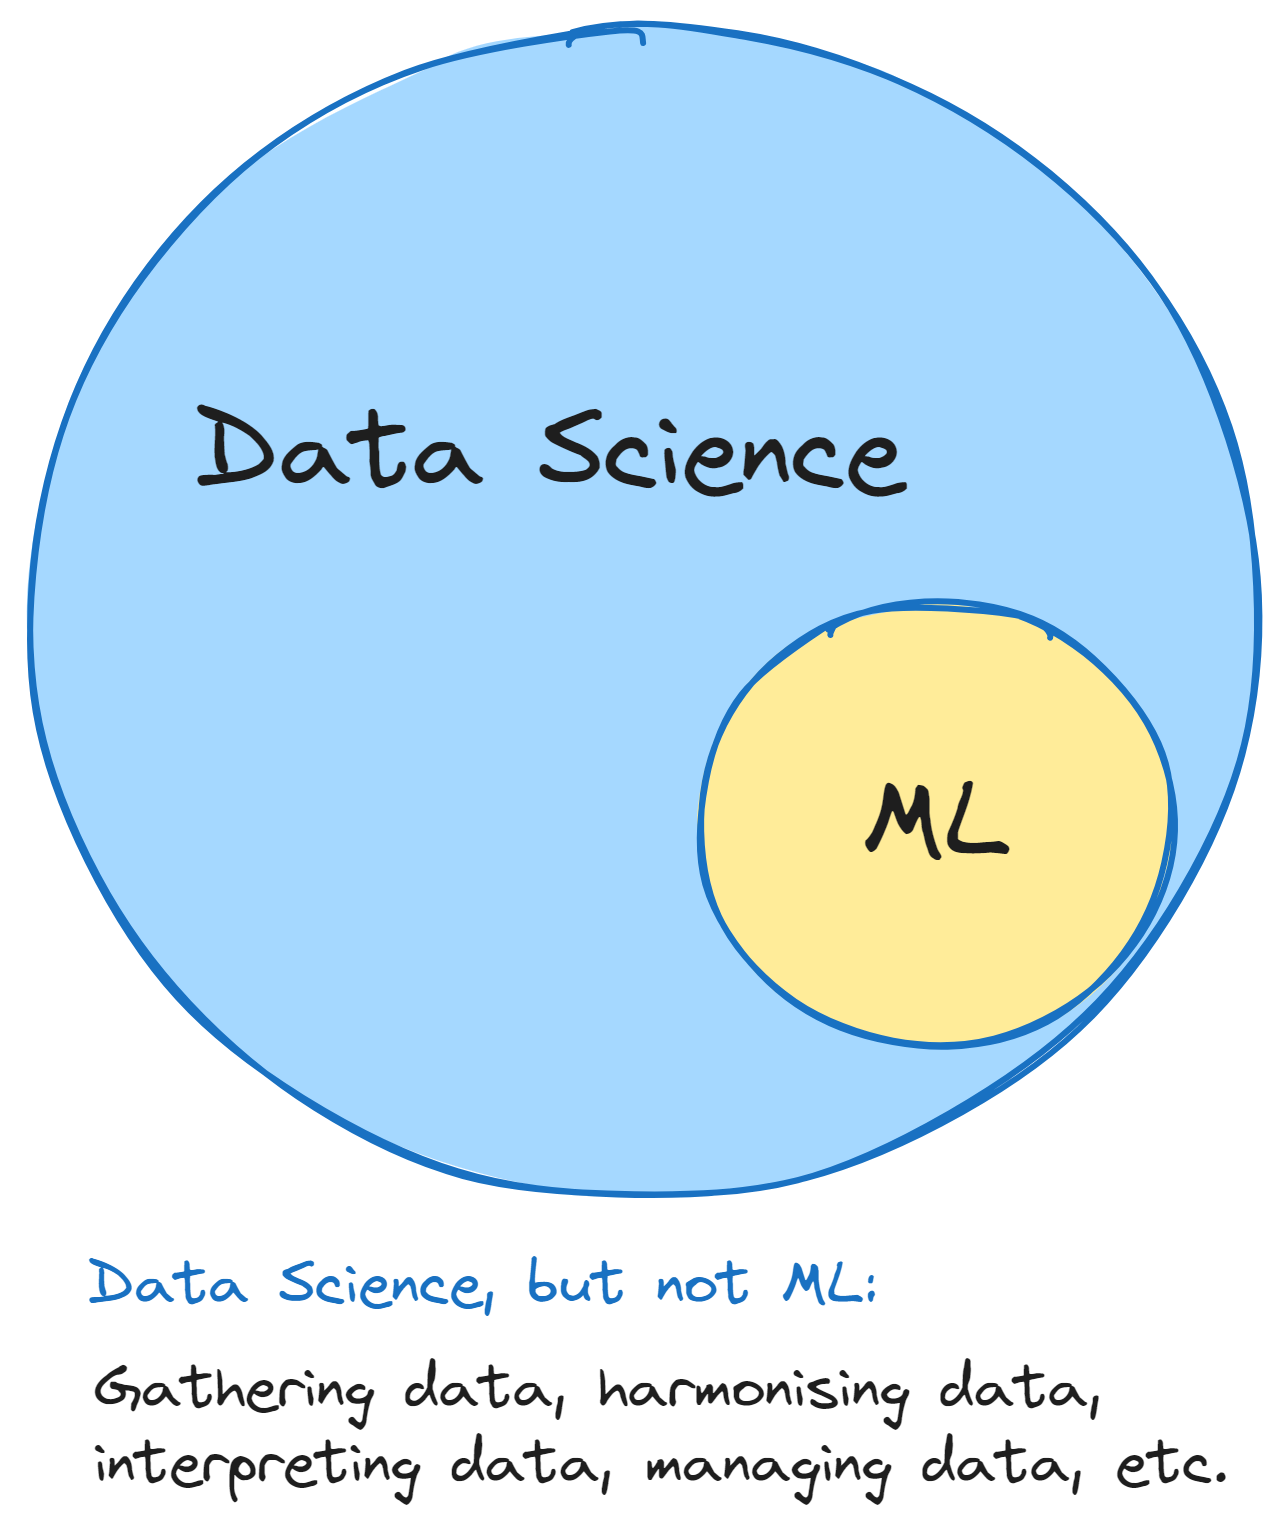 Data Science
ML
Data Science, but not ML:
Gathering data, harmonising data,
interpreting data, managing data, etc.